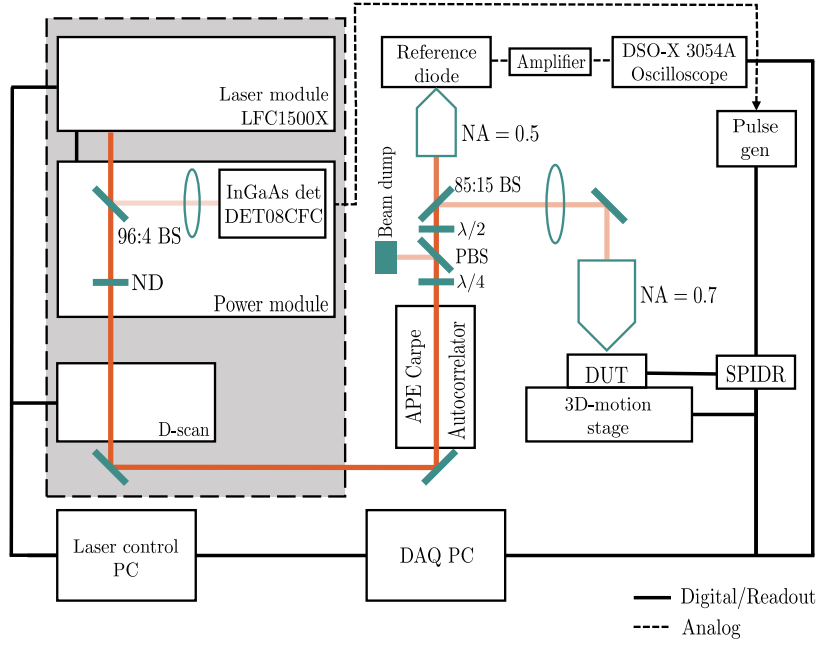 Laser module
LFC1500X
InGaAs det
DET08CFC
96:4 BS
ND
Power module
D-scan
Laser control
PC
Reference
diode
Amplifier
DSO-X 3054A
Oscilloscope
Pulse
gen
NA = 0.5
Beam dump
85:15 BS
λ/2
PBS
λ/4
NA = 0.7
APE Carpe
Autocorrelator
DUT
SPIDR
3D-motion
stage
DAQ PC
Digital/Readout
Analog